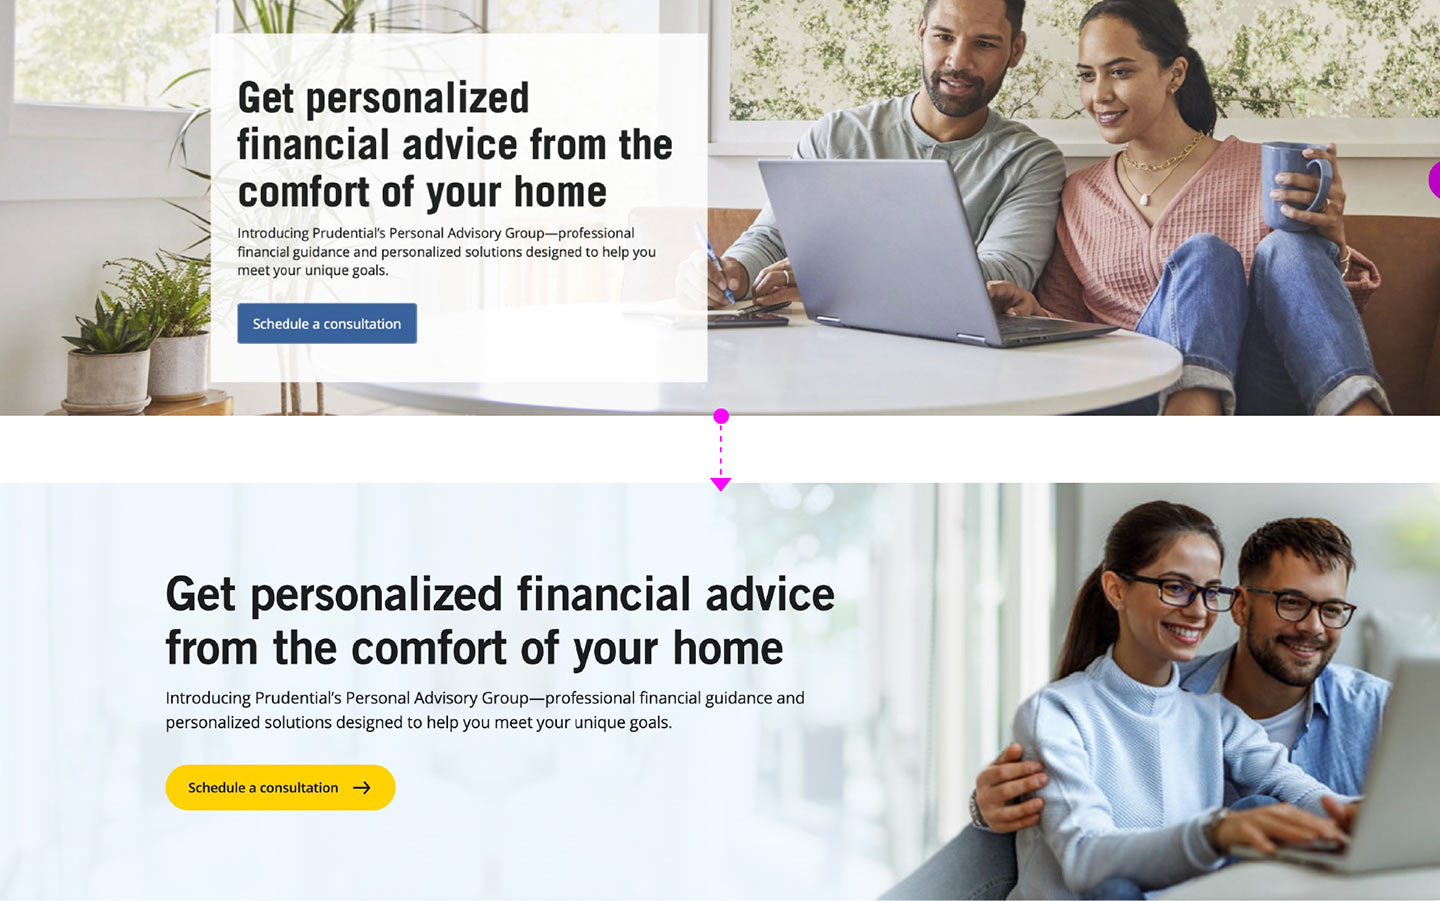 Get personalized
financial advice from the
comfort of your home
Introducing Prudential’s Personal Advisory Group—professional
financial guidance and personalized solutions designed to help you
meet your unique goals.
Schedule a consultation
Get personalized financial advice
from the comfort of your home
Introducing Prudential’s Personal Advisory Group—professional financial guidance and
personalized solutions designed to help you meet your unique goals.
Schedule a consultation